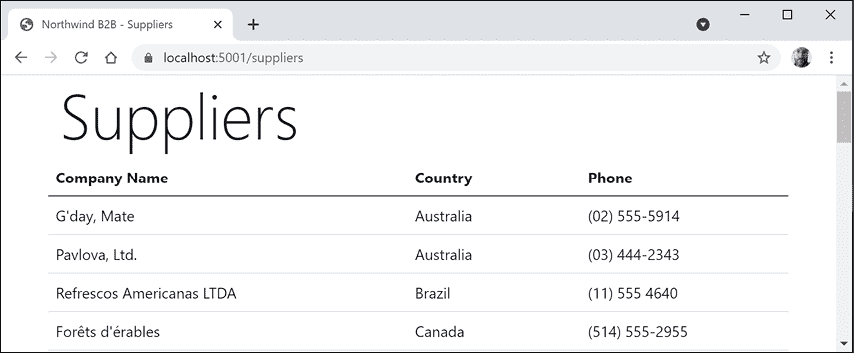 Northwind B2B - Suppliers
localhost:5001/suppliers
Suppliers
Company Name Country Phone
G'day, Mate Australia (02) 555-5914
Pavlova, Ltd. Australia (03) 444-2343
Refrescos Americanas LTDA Brazil (11) 555 4640
Forêts d'érables Canada (514) 555-2955